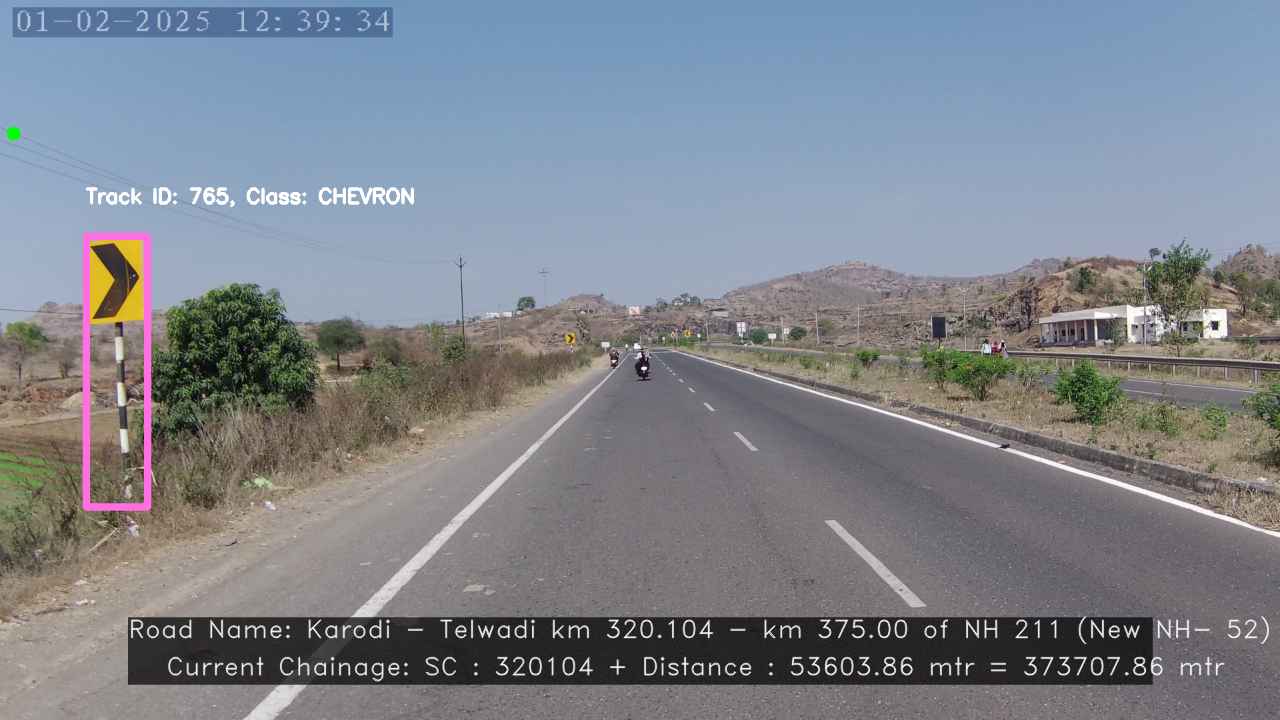 01-02-2025 12:39:34
Track ID: 765, Class: CHEVRON
Road Name: Karodi - Telwadi km 320.104 - km 375.00 of NH 211 (New NH- 52)
Current Chainage: SC : 320104 + Distance : 53603.86 mtr = 373707.86 mtr